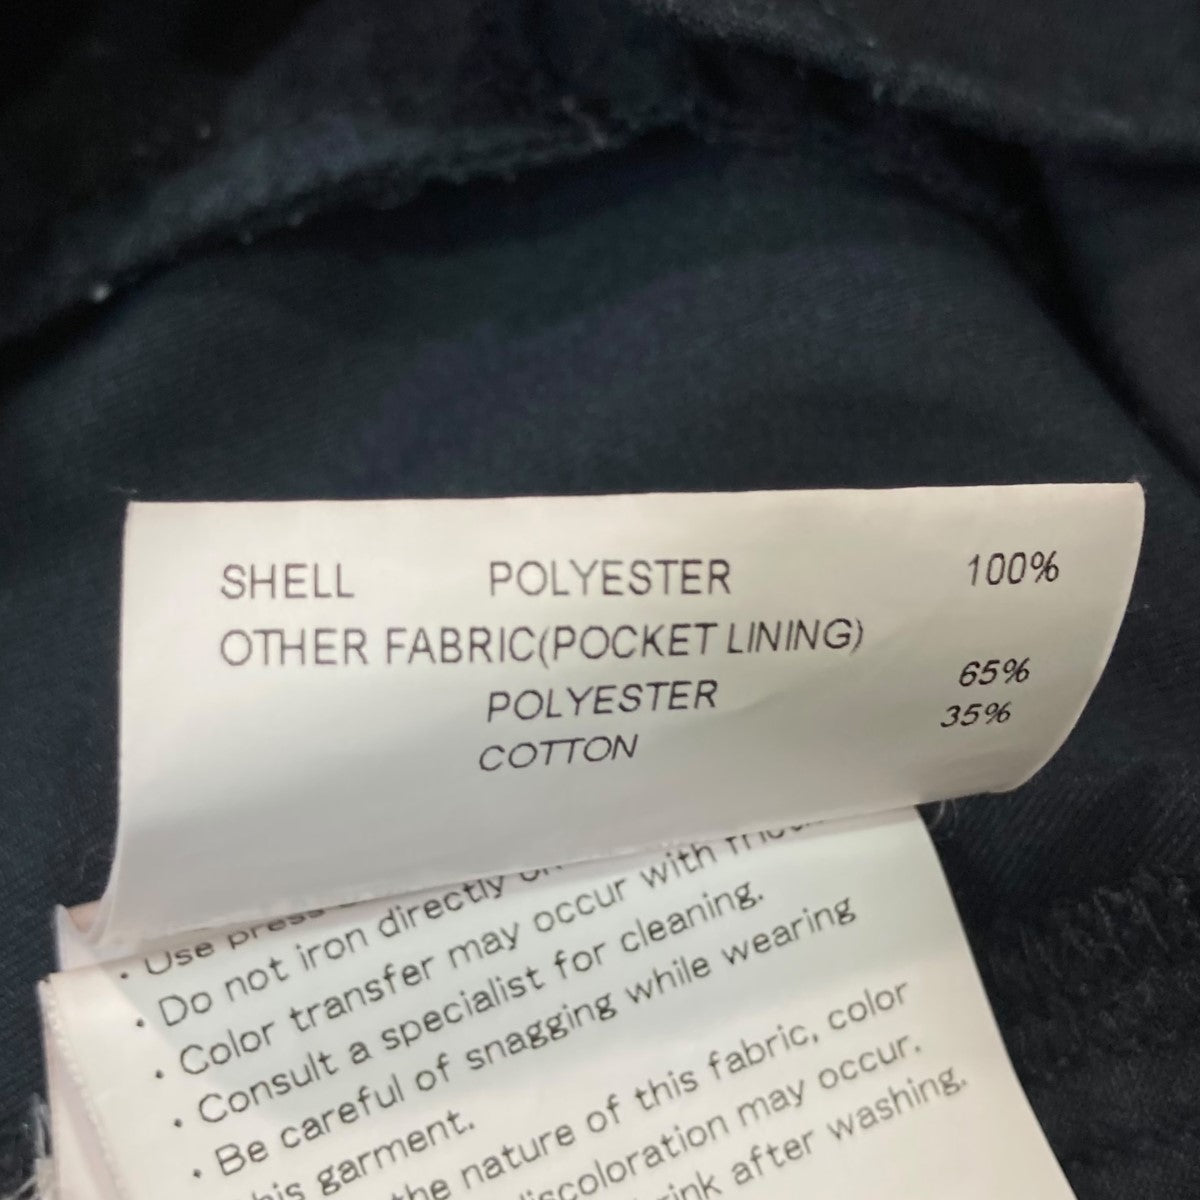 SHELL POLYESTER 100%
OTHER FABRIC(POCKET LINING)
POLYESTER 65%
COTTON 35%
• Use press
• Do not iron directly
• Color transfer may occur with
• Consult a specialist for cleaning.
• Be careful of snagging while wearing
garment.
the nature of this fabric, color
may occur.
after washing.